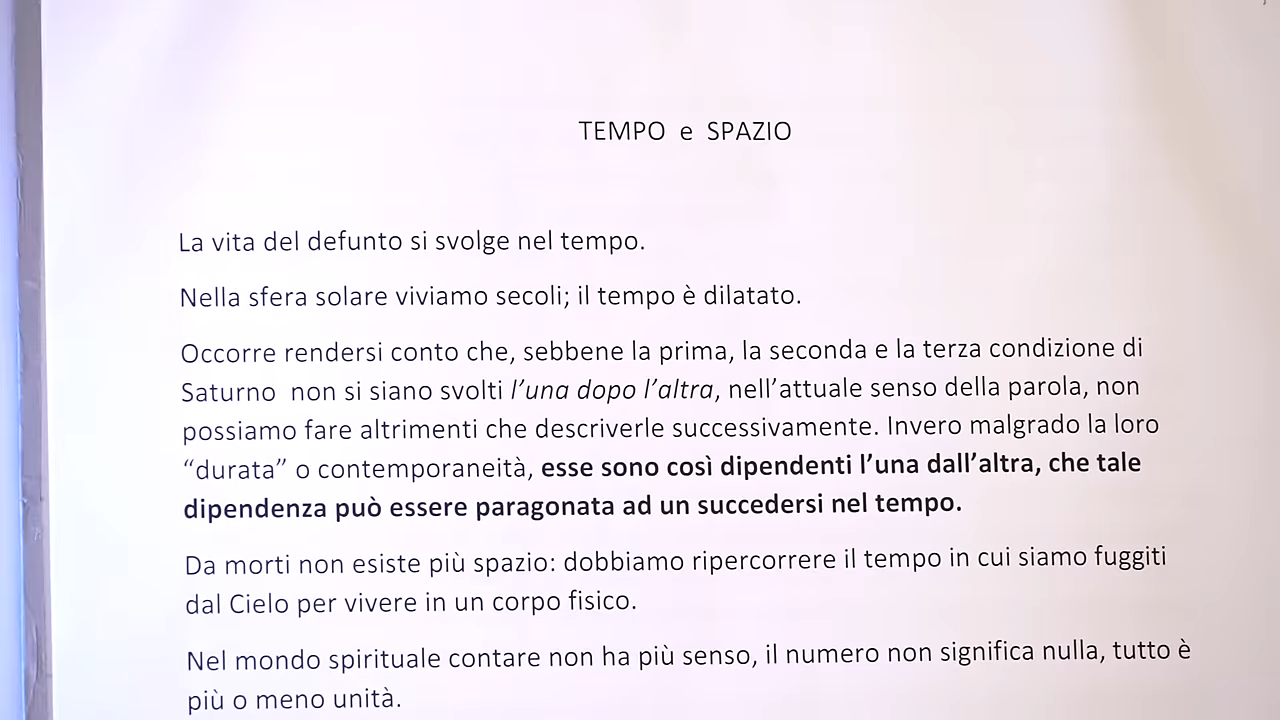 TEMPO e SPAZIO
La vita del defunto si svolge nel tempo.
Nella sfera solare viviamo secoli; il tempo è dilatato.
Occorre rendersi conto che, sebbene la prima, la seconda e la terza condizione di
Saturno non si siano svolti l’una dopo l’altra, nell’attuale senso della parola, non
possiamo fare altrimenti che descriverle successivamente. Invero malgrado la loro
“durata” o contemporaneità, esse sono così dipendenti l’una dall’altra, che tale
dipendenza può essere paragonata ad un succedersi nel tempo.
Da morti non esiste più spazio: dobbiamo ripercorrere il tempo in cui siamo fuggiti
dal Cielo per vivere in un corpo fisico.
Nel mondo spirituale contare non ha più senso, il numero non significa nulla, tutto è
più o meno unità.